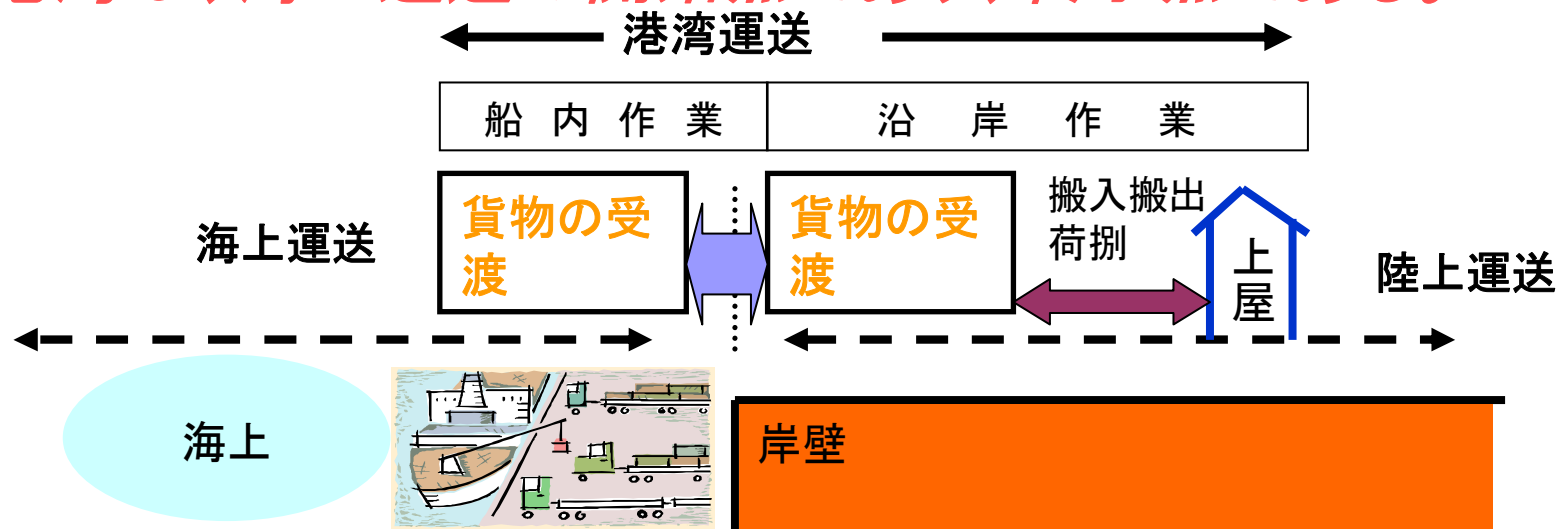 港湾運送
船内作業
沿岸作業
貨物の受
渡
貨物の受
渡
搬入搬出
荷捌
上
屋
海上運送
陸上運送
海上
岸壁